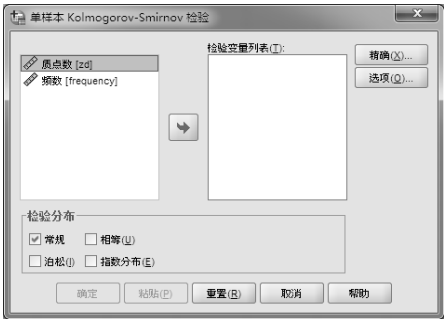 单样本 Kolmogorov-Smirnov 检验
检验变量列表(T):
质点数 [zd]
频数 [frequency]
精确(X)...
选项(O)...
检验分布
常规 相等(U)
泊松(I) 指数分布(E)
确定 粘贴(P) 重置(R) 取消 帮助